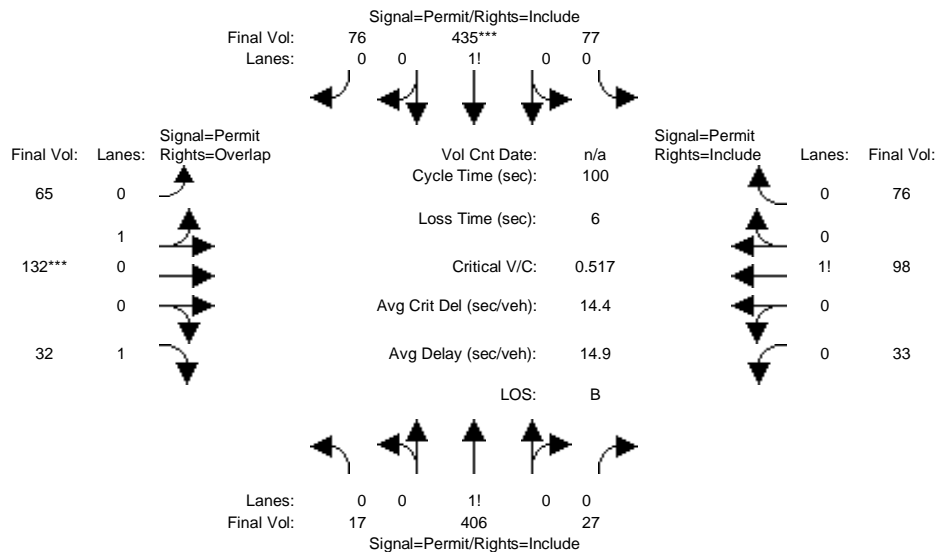 Signal=Permit/Rights=Include
Final Vol: 76 435*** 77
Lanes: 0 0 1! 0 0
Signal=Permit Signal=Permit
Final Vol: Lanes: Rights=Overlap Vol Cnt Date: n/a Rights=Include Lanes: Final Vol:
Cycle Time (sec): 100
65 0 0 76
Loss Time (sec): 6
1 0
132*** 0 Critical V/C: 0.517 1! 98
0 Avg Crit Del (sec/veh): 14.4 0
32 1 Avg Delay (sec/veh): 14.9 0 33
LOS: B
Lanes: 0 0 1! 0 0
Final Vol: 17 406 27
Signal=Permit/Rights=Include